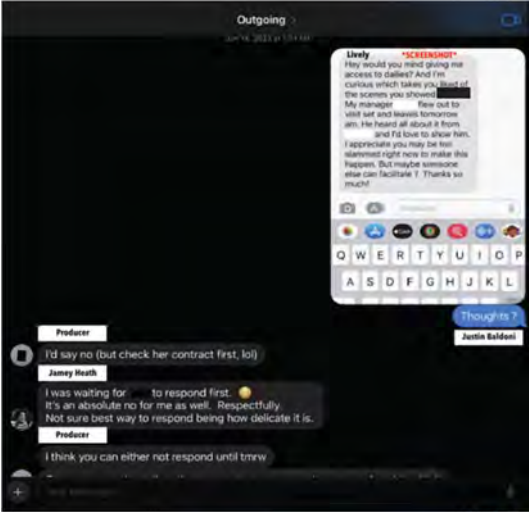 Outgoing >
Lively *SCREENSHOT*
Hey would you mind giving me
access to dailies? And I'm
curious which takes you liked of
the scenes you showed
My manager flew out to
visit set and leaves tomorrow
am. He heard all about it from
and I'd love to show him.
I appreciate you may be feel
slammed right now to make this
happen. But maybe someone
else can facilitate ? Thanks so
much!
Q W E R T Y U I O P
A S D F G H J K L
Thoughts ?
Justin Baldoni
Producer
I'd say no (but check her contract first, lol)
Jamey Heath
I was waiting for to respond first.
It's an absolute no for me as well. Respectfully.
Not sure best way to respond being how delicate it is.
Producer
I think you can either not respond until tmrw